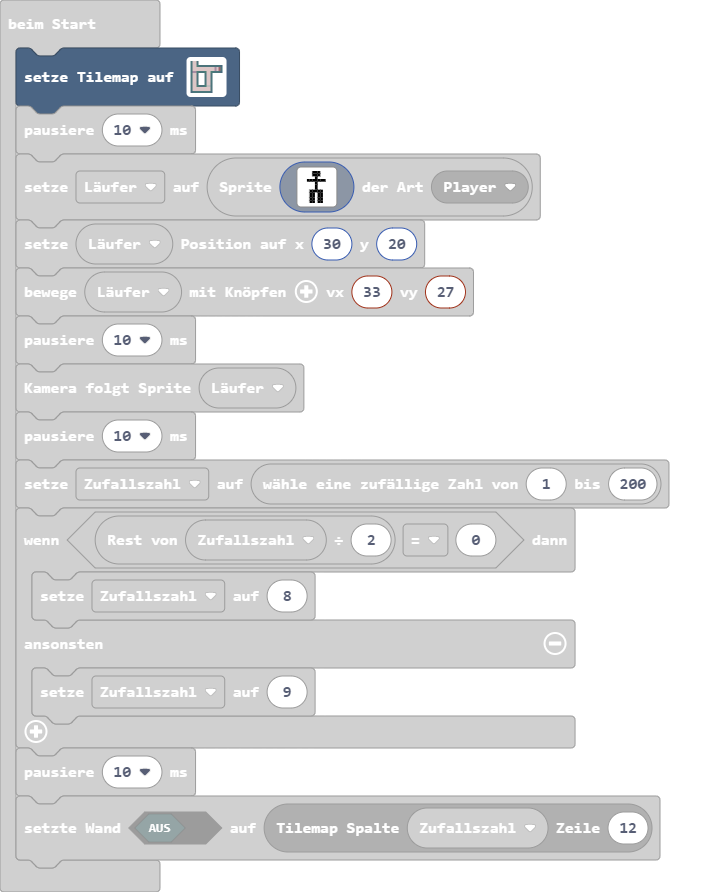 beim Start
setze Tilemap auf
pausiere 10 ms
setze Läufer auf Sprite der Art Player
setze Läufer Position auf x 30 y 20
bewege Läufer mit Knöpfen vx 33 vy 27
pausiere 10 ms
Kamera folgt Sprite Läufer
pausiere 10 ms
setze Zufallszahl auf wähle eine zufällige Zahl von 1 bis 200
wenn Rest von Zufallszahl ÷ 2 = 0 dann
setze Zufallszahl auf 8
ansonsten
setze Zufallszahl auf 9
pausiere 10 ms
setzte Wand AUS auf Tilemap Spalte Zufallszahl Zeile 12